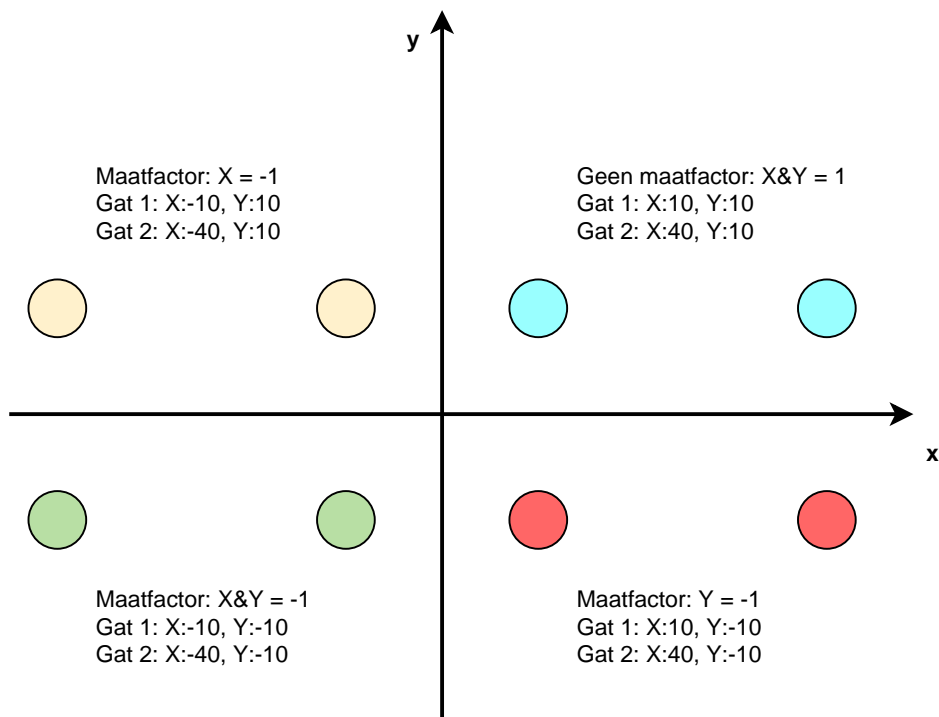 y
Maatfactor: X = -1
Gat 1: X:-10, Y:10
Gat 2: X:-40, Y:10
Geen maatfactor: X&Y = 1
Gat 1: X:10, Y:10
Gat 2: X:40, Y:10
x
Maatfactor: X&Y = -1
Gat 1: X:-10, Y:-10
Gat 2: X:-40, Y:-10
Maatfactor: Y = -1
Gat 1: X:10, Y:-10
Gat 2: X:40, Y:-10